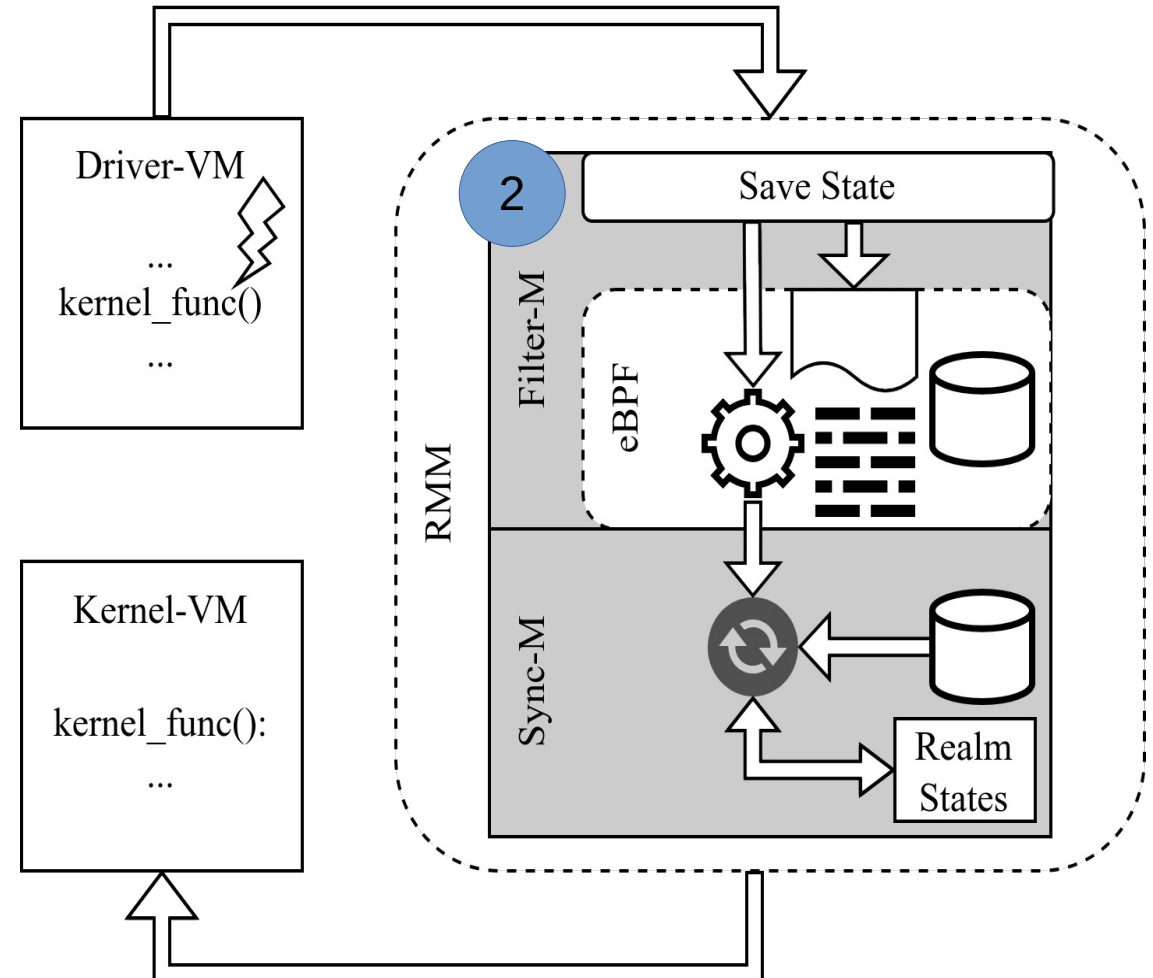 Driver-VM
...
kernel_func()
...
Kernel-VM
kernel_func():
...
RMM
2
Save State
Filter-M
eBPF
Sync-M
Realm
States